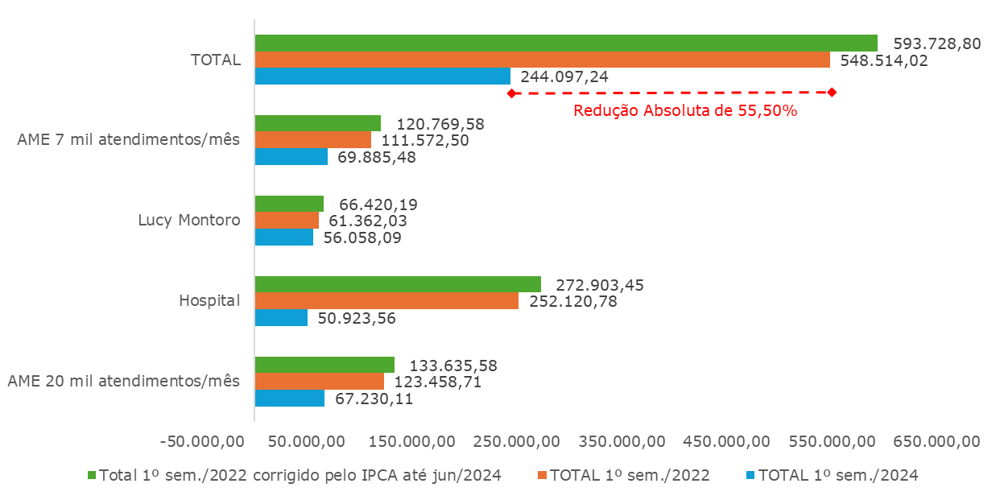 593.728,80
TOTAL
548.514,02
244.097,24
Redução Absoluta de 55,50%
120.769,58
AME 7 mil atendimentos/mês
111.572,50
69.885,48
66.420,19
Lucy Montoro
61.362,03
56.058,09
272.903,45
Hospital
252.120,78
50.923,56
133.635,58
AME 20 mil atendimentos/mês
123.458,71
67.230,11
-50.000,00 50.000,00 150.000,00 250.000,00 350.000,00 450.000,00 550.000,00 650.000,00
Total 1º sem./2022 corrigido pelo IPCA até jun/2024 TOTAL 1º sem./2022 TOTAL 1º sem./2024